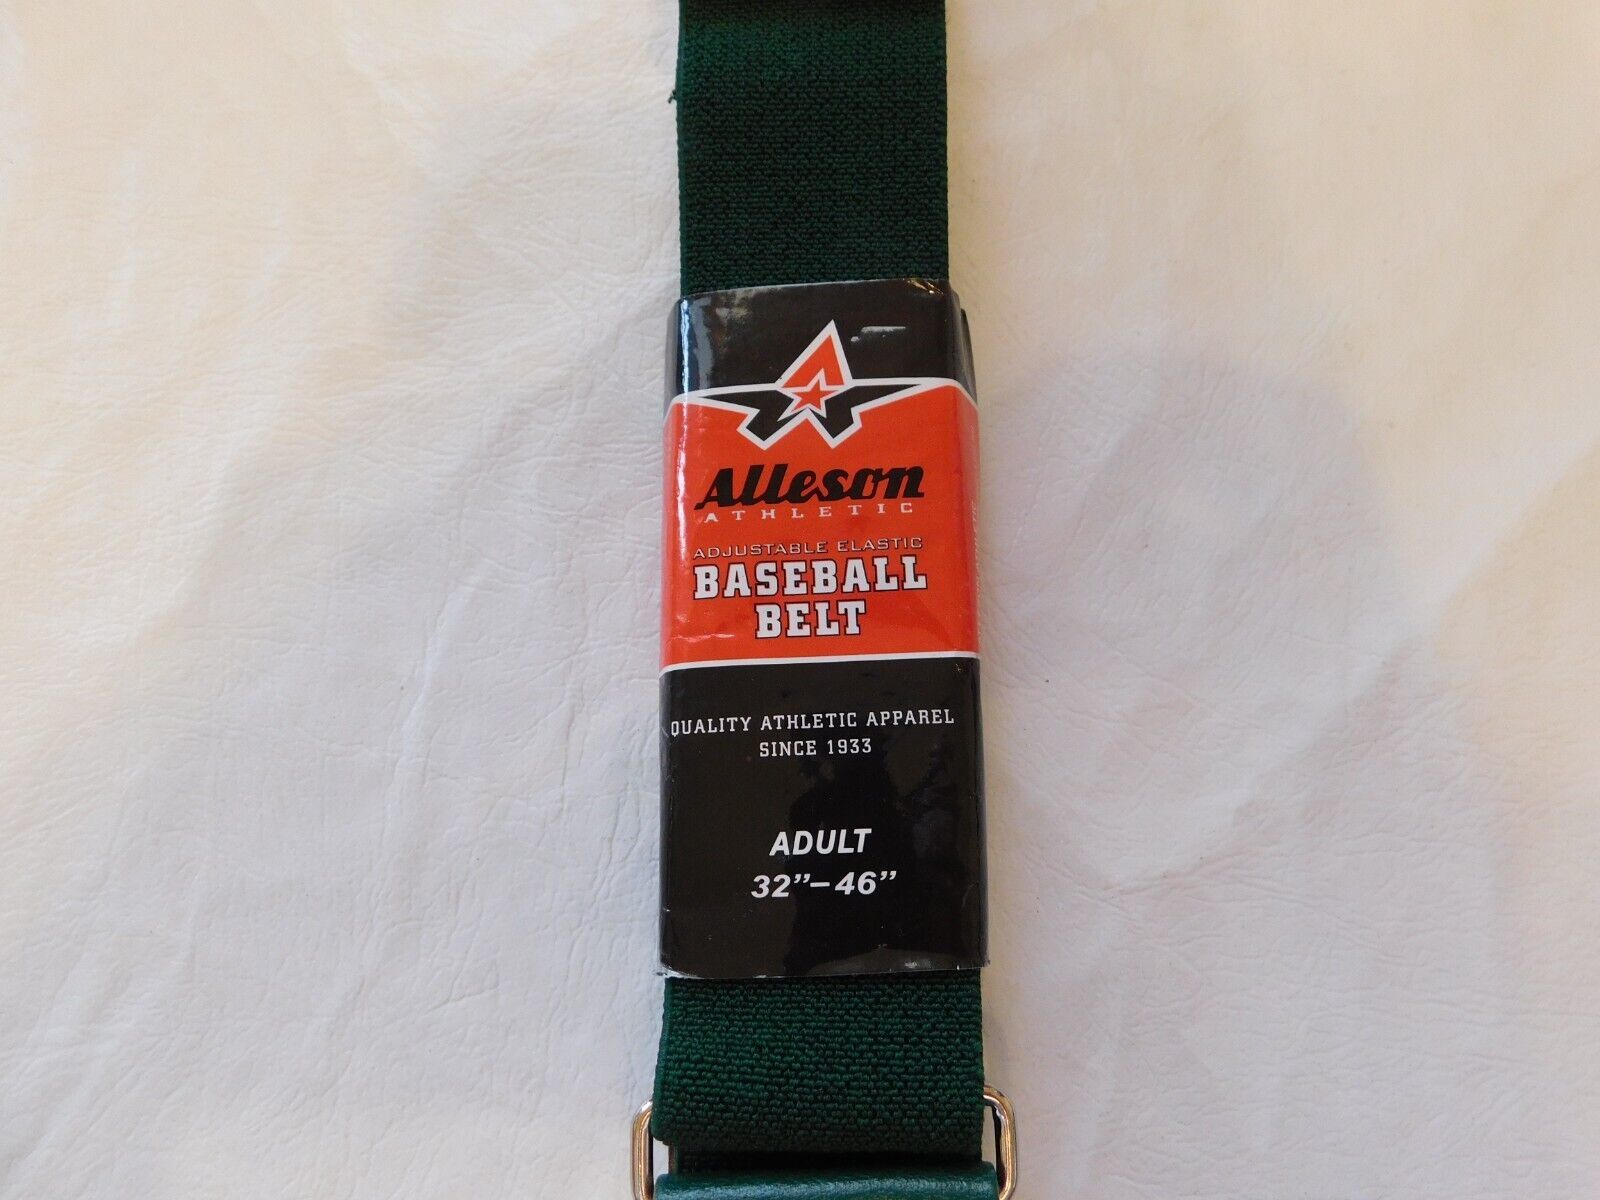 Alleson
ATHLETIC
ADJUSTABLE ELASTIC
BASEBALL
BELT
QUALITY ATHLETIC APPAREL
SINCE 1933
ADULT
32”–46”